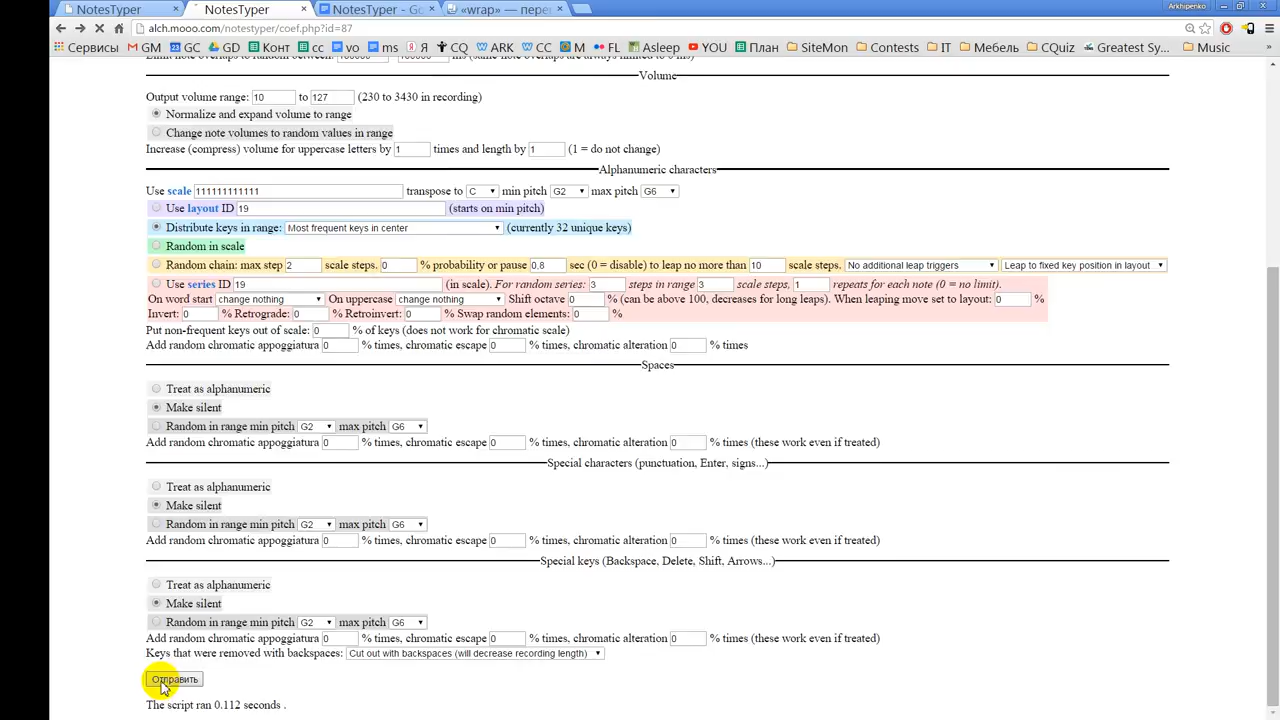 NotesTyper
NotesTyper
NotesTyper - Go
«wrap» — пере
Arkhipenko
alch.mooo.com/notestyper/coef.php?id=87
Сервисы GM GC GD Конт cc vo ms Я CQ ARK CC M FL Asleep YOU План SiteMon Contests IT Мебель CQuiz Greatest Sy... Music
Volume
Output volume range: 10 to 127 (230 to 3430 in recording)
Normalize and expand volume to range
Change note volumes to random values in range
Increase (compress) volume for uppercase letters by 1 times and length by 1 (1 = do not change)
Alphanumeric characters
Use scale 111111111111 transpose to C min pitch G2 max pitch G6
Use layout ID 19 (starts on min pitch)
Distribute keys in range: Most frequent keys in center (currently 32 unique keys)
Random in scale
Random chain: max step 2 scale steps. 0 % probability or pause 0.8 sec (0 = disable) to leap no more than 10 scale steps. No additional leap triggers Leap to fixed key position in layout
Use series ID 19 (in scale). For random series: 3 steps in range 3 scale steps, 1 repeats for each note (0 = no limit).
On word start change nothing On uppercase change nothing Shift octave 0 % (can be above 100, decreases for long leaps). When leaping move set to layout: 0 %
Invert: 0 % Retrograde: 0 % Retroinvert: 0 % Swap random elements: 0 %
Put non-frequent keys out of scale: 0 % of keys (does not work for chromatic scale)
Add random chromatic appoggiatura 0 % times, chromatic escape 0 % times, chromatic alteration 0 % times
Spaces
Treat as alphanumeric
Make silent
Random in range min pitch G2 max pitch G6
Add random chromatic appoggiatura 0 % times, chromatic escape 0 % times, chromatic alteration 0 % times (these work even if treated)
Special characters (punctuation, Enter, signs...)
Treat as alphanumeric
Make silent
Random in range min pitch G2 max pitch G6
Add random chromatic appoggiatura 0 % times, chromatic escape 0 % times, chromatic alteration 0 % times (these work even if treated)
Special keys (Backspace, Delete, Shift, Arrows...)
Treat as alphanumeric
Make silent
Random in range min pitch G2 max pitch G6
Add random chromatic appoggiatura 0 % times, chromatic escape 0 % times, chromatic alteration 0 % times (these work even if treated)
Keys that were removed with backspaces: Cut out with backspaces (will decrease recording length)
Отправить
The script ran 0.112 seconds .